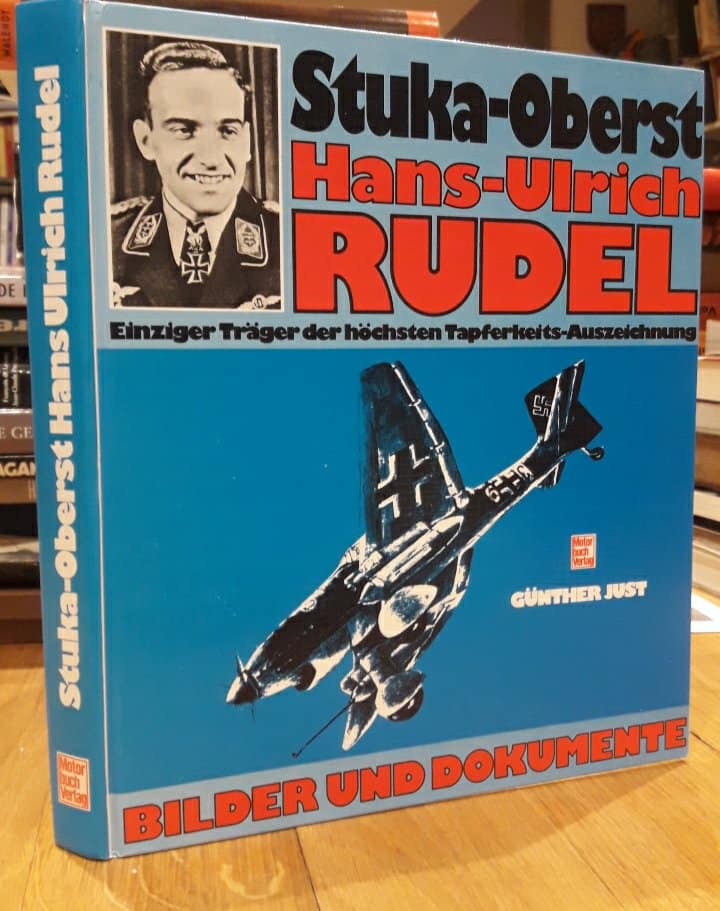 Stuka-Oberst
Hans-Ulrich
RUDEL
Einziger Träger der höchsten Tapferkeits-Auszeichnung
Motor
buch
Verlag
GÜNTHER JUST
BILDER UND DOKUMENTE
Stuka-Oberst Hans Ulrich Rudel
Motor
buch
Verlag